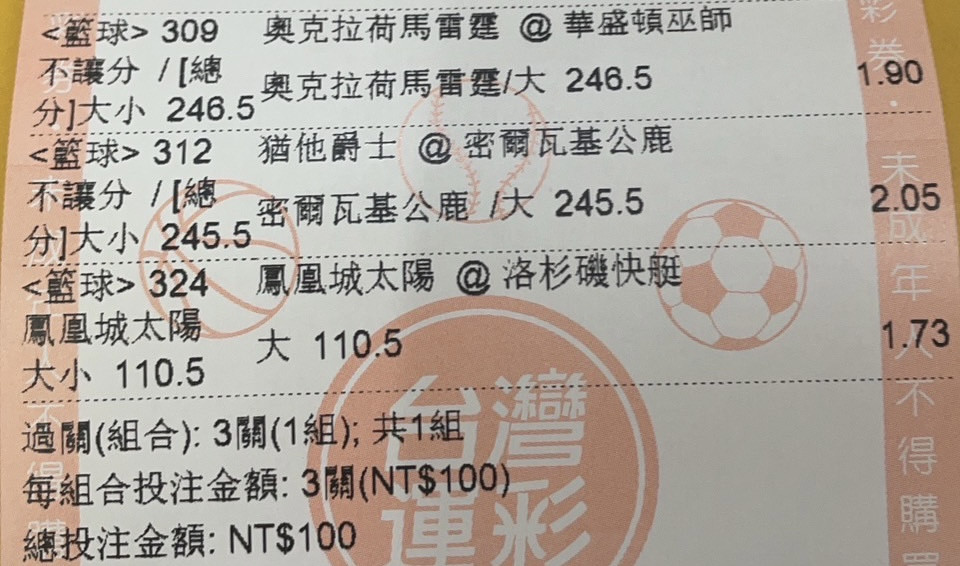 <籃球> 309 奧克拉荷馬雷霆 @ 華盛頓巫師
不讓分 / [總分]大小 246.5 奧克拉荷馬雷霆/大 246.5 1.90
<籃球> 312 猶他爵士 @ 密爾瓦基公鹿
不讓分 / [總分]大小 245.5 密爾瓦基公鹿 /大 245.5 2.05
<籃球> 324 鳳凰城太陽 @ 洛杉磯快艇
鳳凰城太陽 大小 110.5 大 110.5 1.73
過關(組合): 3關(1組); 共1組
每組合投注金額: 3關(NT$100)
總投注金額: NT$100
台灣
運彩
彩券‧未成年人不得購買